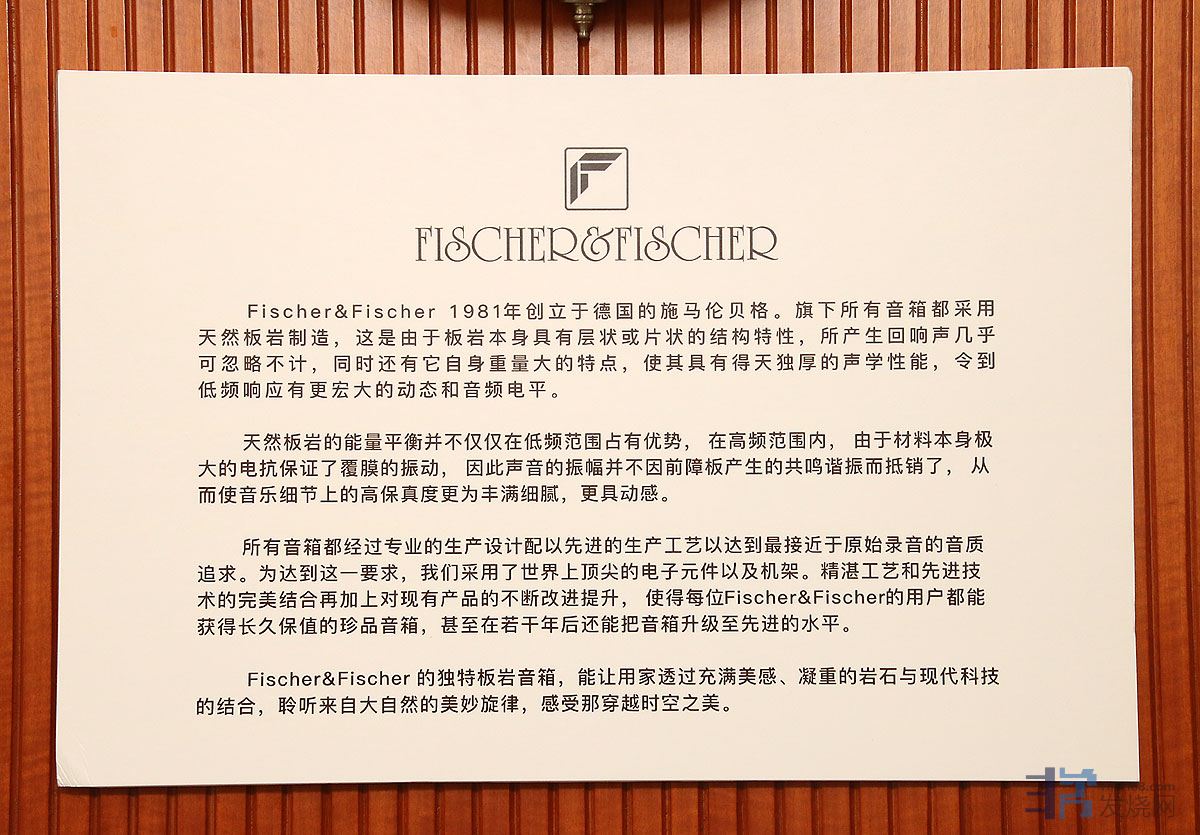 FISCHER&FISCHER
Fischer&Fischer 1981年创立于德国的施马伦贝格。旗下所有音箱都采用
天然板岩制造，这是由于板岩本身具有层状或片状的结构特性，所产生回响声几乎
可忽略不计，同时还有它自身重量大的特点，使其具有得天独厚的声学性能，令到
低频响应有更宏大的动态和音频电平。
天然板岩的能量平衡并不仅仅在低频范围占有优势， 在高频范围内， 由于材料本身极
大的电抗保证了覆膜的振动， 因此声音的振幅并不因前障板产生的共鸣谐振而抵销了， 从
而使音乐细节上的高保真度更为丰满细腻，更具动感。
所有音箱都经过专业的生产设计配以先进的生产工艺以达到最接近于原始录音的音质
追求。为达到这一要求，我们采用了世界上顶尖的电子元件以及机架。精湛工艺和先进技
术的完美结合再加上对现有产品的不断改进提升， 使得每位Fischer&Fischer的用户都能
获得长久保值的珍品音箱，甚至在若干年后还能把音箱升级至先进的水平。
Fischer&Fischer 的独特板岩音箱，能让用家透过充满美感、凝重的岩石与现代科技
的结合，聆听来自大自然的美妙旋律，感受那穿越时空之美。
发烧网